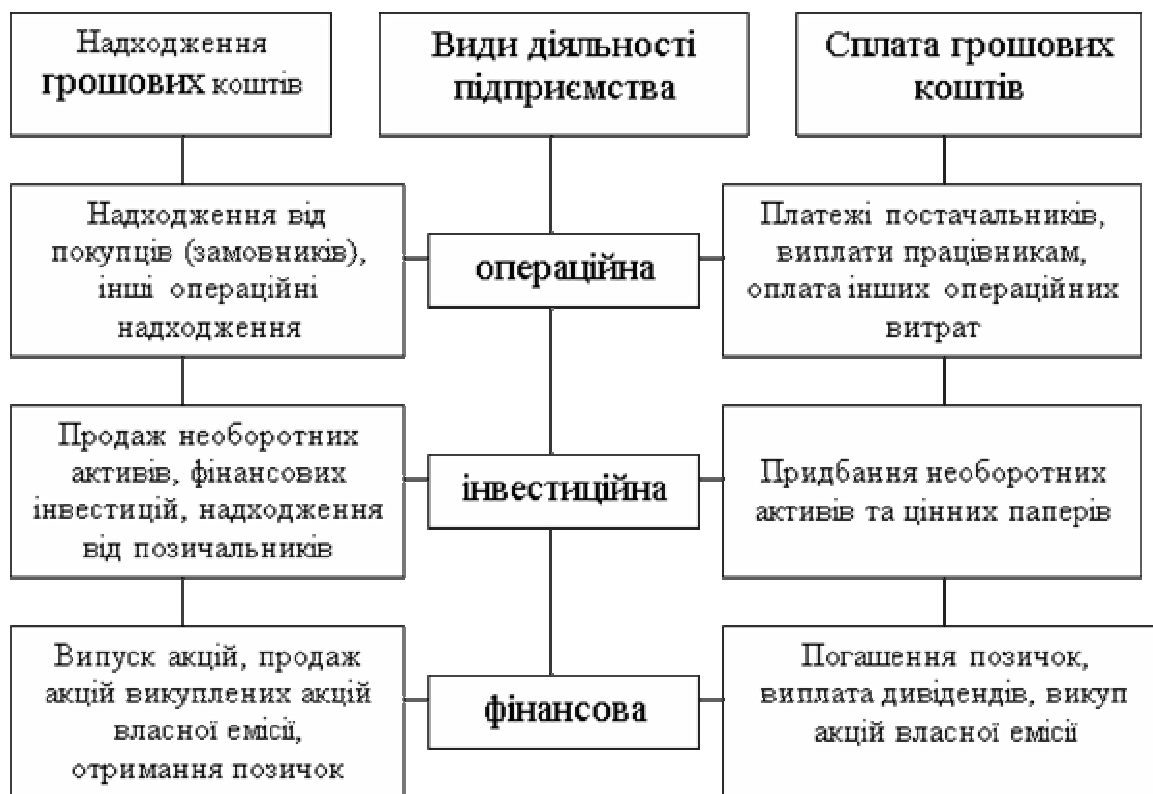 Надходження
грошових коштів
Види діяльності
підприємства
Сплата грошових
коштів
Надходження від
покупців (замовників),
інші операційні
надходження
операційна
Платежі постачальників,
виплати працівникам,
оплата інших операційних
витрат
Продаж необоротних
активів, фінансових
інвестицій, надходження
від позичальників
інвестиційна
Придбання необоротних
активів та цінних паперів
Випуск акцій, продаж
акцій викуплених акцій
власної емісії,
отримання позичок
фінансова
Погашення позичок,
виплата дивідендів, викуп
акцій власної емісії